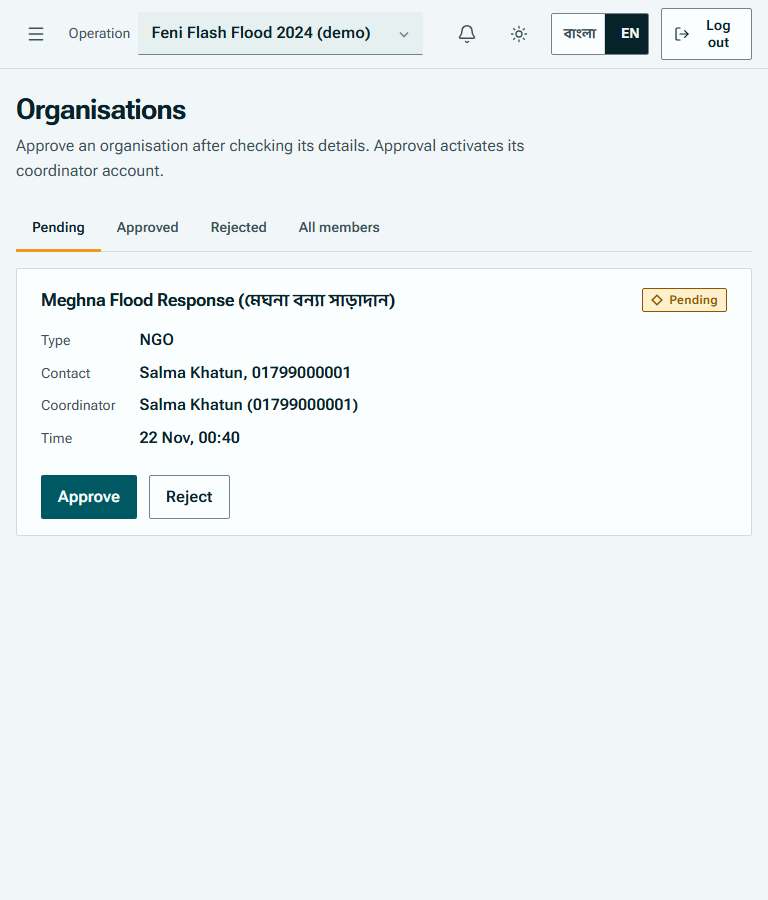 Operation
Feni Flash Flood 2024 (demo)
বাংলা
EN
Log out
Organisations
Approve an organisation after checking its details. Approval activates its
coordinator account.
Pending
Approved
Rejected
All members
Meghna Flood Response (মেঘনা বন্যা সাড়াদান)
Pending
Type NGO
Contact Salma Khatun, 01799000001
Coordinator Salma Khatun (01799000001)
Time 22 Nov, 00:40
Approve
Reject